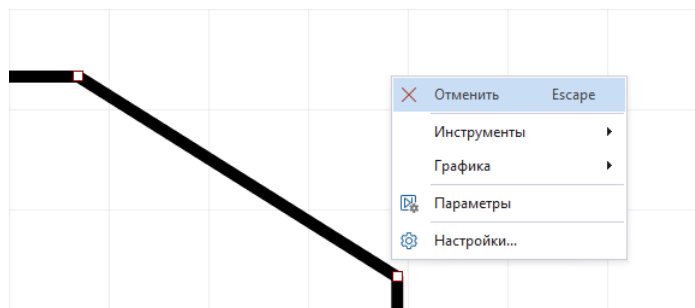 Отменить Escape
Инструменты
Графика
Параметры
Настройки...